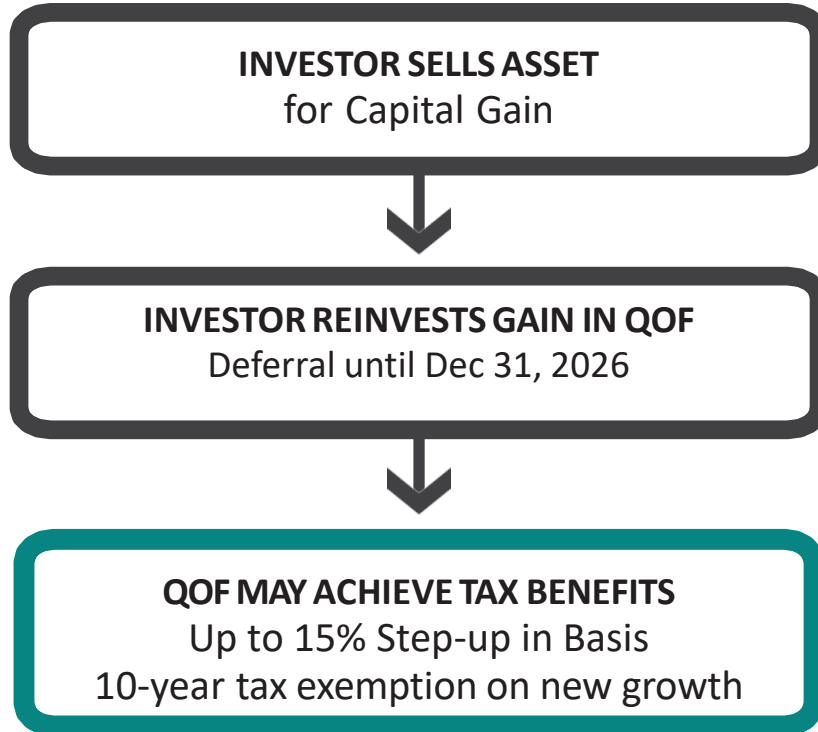 INVESTOR SELLS ASSET
for Capital Gain
INVESTOR REINVESTS GAIN IN QOF
Deferral until Dec 31, 2026
QOF MAY ACHIEVE TAX BENEFITS
Up to 15% Step-up in Basis
10-year tax exemption on new growth